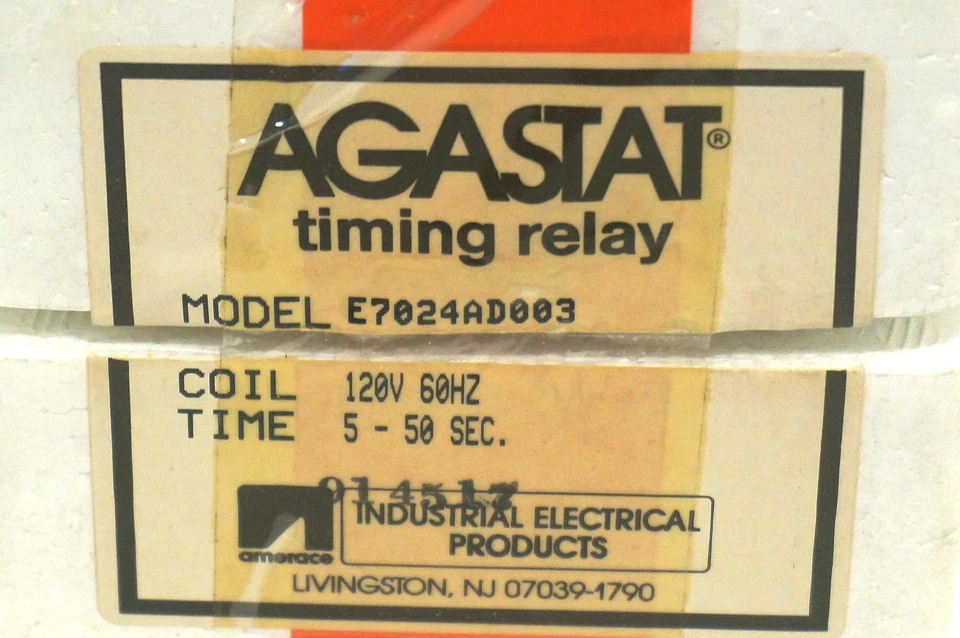 AGASTAT®
timing relay
MODEL E7024AD003
COIL 120V 60HZ
TIME 5 - 50 SEC.
914517
amerace
INDUSTRIAL ELECTRICAL
PRODUCTS
LIVINGSTON, NJ 07039-1790